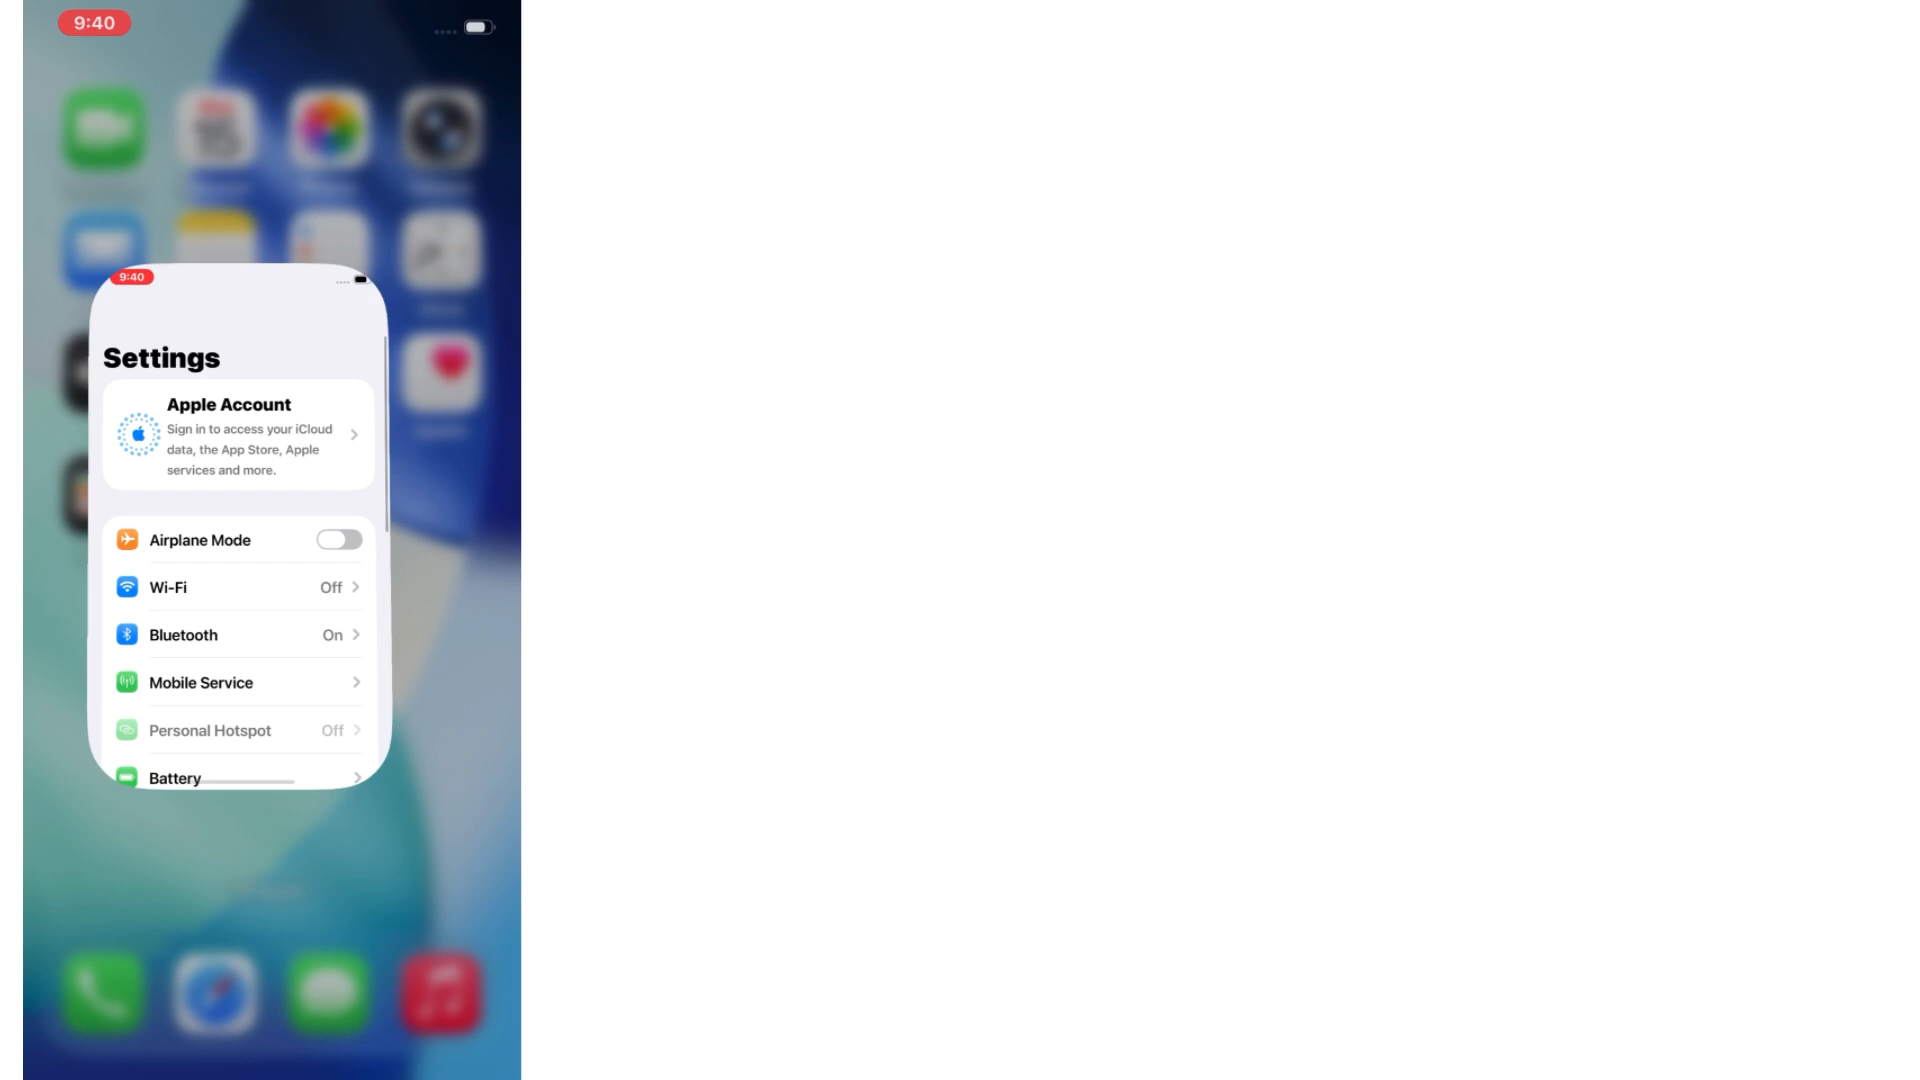 9:40
9:40
Settings
Apple Account
Sign in to access your iCloud
data, the App Store, Apple
services and more.
Airplane Mode
Wi-Fi Off
Bluetooth On
Mobile Service
Personal Hotspot Off
Battery